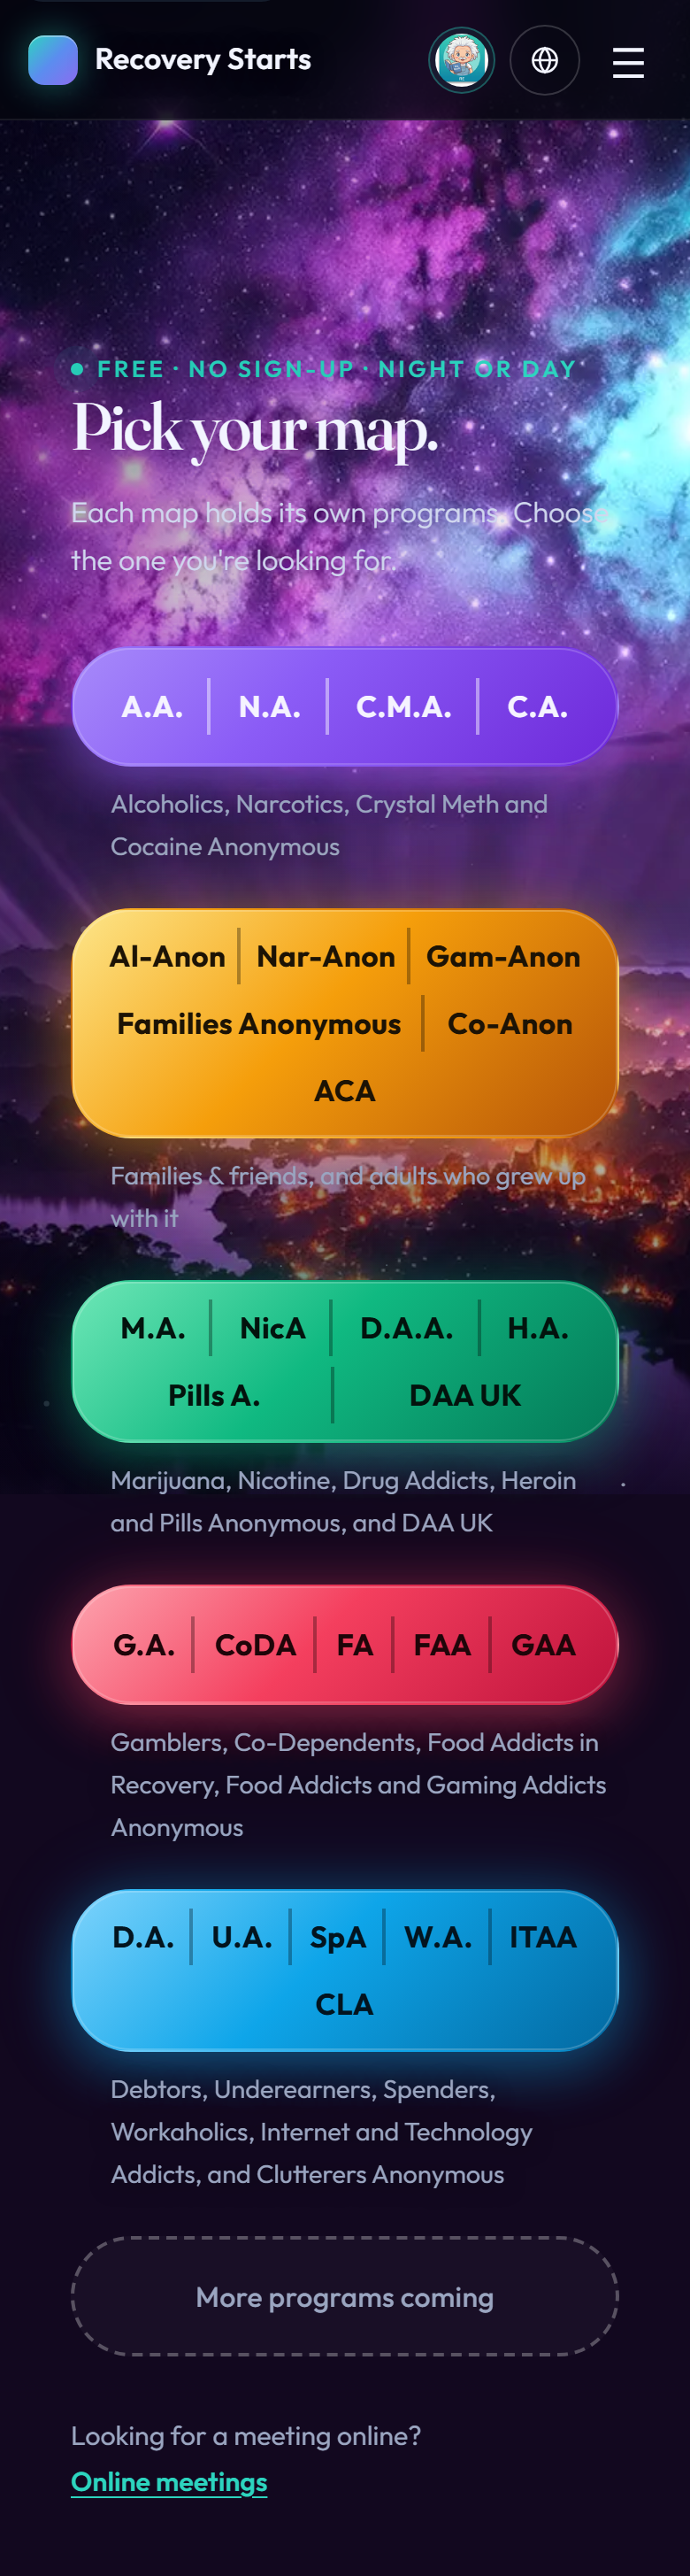 Recovery Starts
FREE · NO SIGN-UP · NIGHT OR DAY
Pick your map.
Each map holds its own programs. Choose
the one you're looking for.
A.A. N.A. C.M.A. C.A.
Alcoholics, Narcotics, Crystal Meth and
Cocaine Anonymous
Al-Anon Nar-Anon Gam-Anon
Families Anonymous Co-Anon
ACA
Families & friends, and adults who grew up
with it
M.A. NicA D.A.A. H.A.
Pills A. DAA UK
Marijuana, Nicotine, Drug Addicts, Heroin
and Pills Anonymous, and DAA UK
G.A. CoDA FA FAA GAA
Gamblers, Co-Dependents, Food Addicts in
Recovery, Food Addicts and Gaming Addicts
Anonymous
D.A. U.A. SpA W.A. ITAA
CLA
Debtors, Underearners, Spenders,
Workaholics, Internet and Technology
Addicts, and Clutterers Anonymous
More programs coming
Looking for a meeting online?
Online meetings